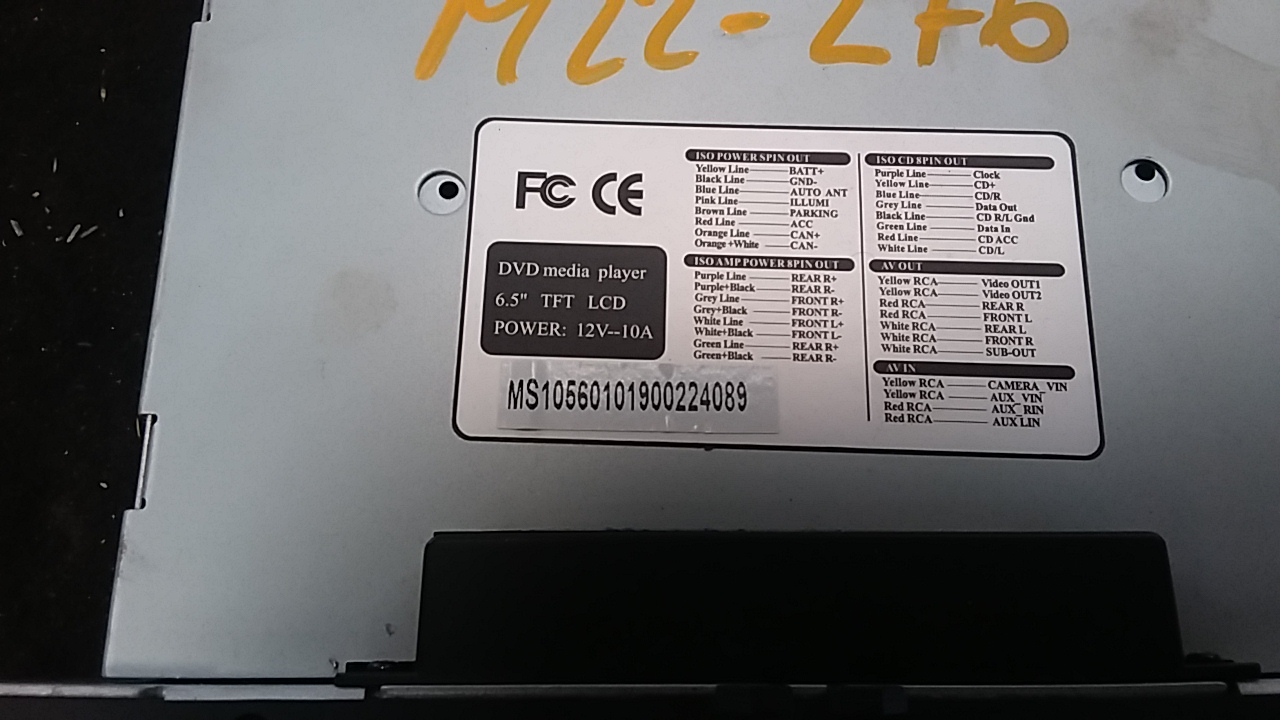 M22-276
FC CE
DVD media player
6.5" TFT LCD
POWER: 12V--10A
MS10560101900224089
ISO POWER 8PIN OUT
Yellow Line BATT+
Black Line GND-
Blue Line AUTO ANT
Pink Line ILLUMI
Brown Line PARKING
Red Line ACC
Orange Line CAN+
Orange+White CAN-
ISO AMP POWER 8PIN OUT
Purple Line REAR R+
Purple+Black REAR R-
Grey Line FRONT R+
Grey+Black FRONT R-
White Line FRONT L+
White+Black FRONT L-
Green Line REAR R+
Green+Black REAR R-
ISO CD 8PIN OUT
Purple Line Clock
Yellow Line CD+
Blue Line CD/R
Grey Line Data Out
Black Line CD R/L Gnd
Green Line Data In
Red Line CD ACC
White Line CD/L
AV OUT
Yellow RCA Video OUT1
Yellow RCA Video OUT2
Red RCA REAR R
Red RCA FRONT L
White RCA REAR L
White RCA FRONT R
White RCA SUB-OUT
AV IN
Yellow RCA CAMERA_VIN
Yellow RCA AUX_VIN
Red RCA AUX_RIN
Red RCA AUX LIN